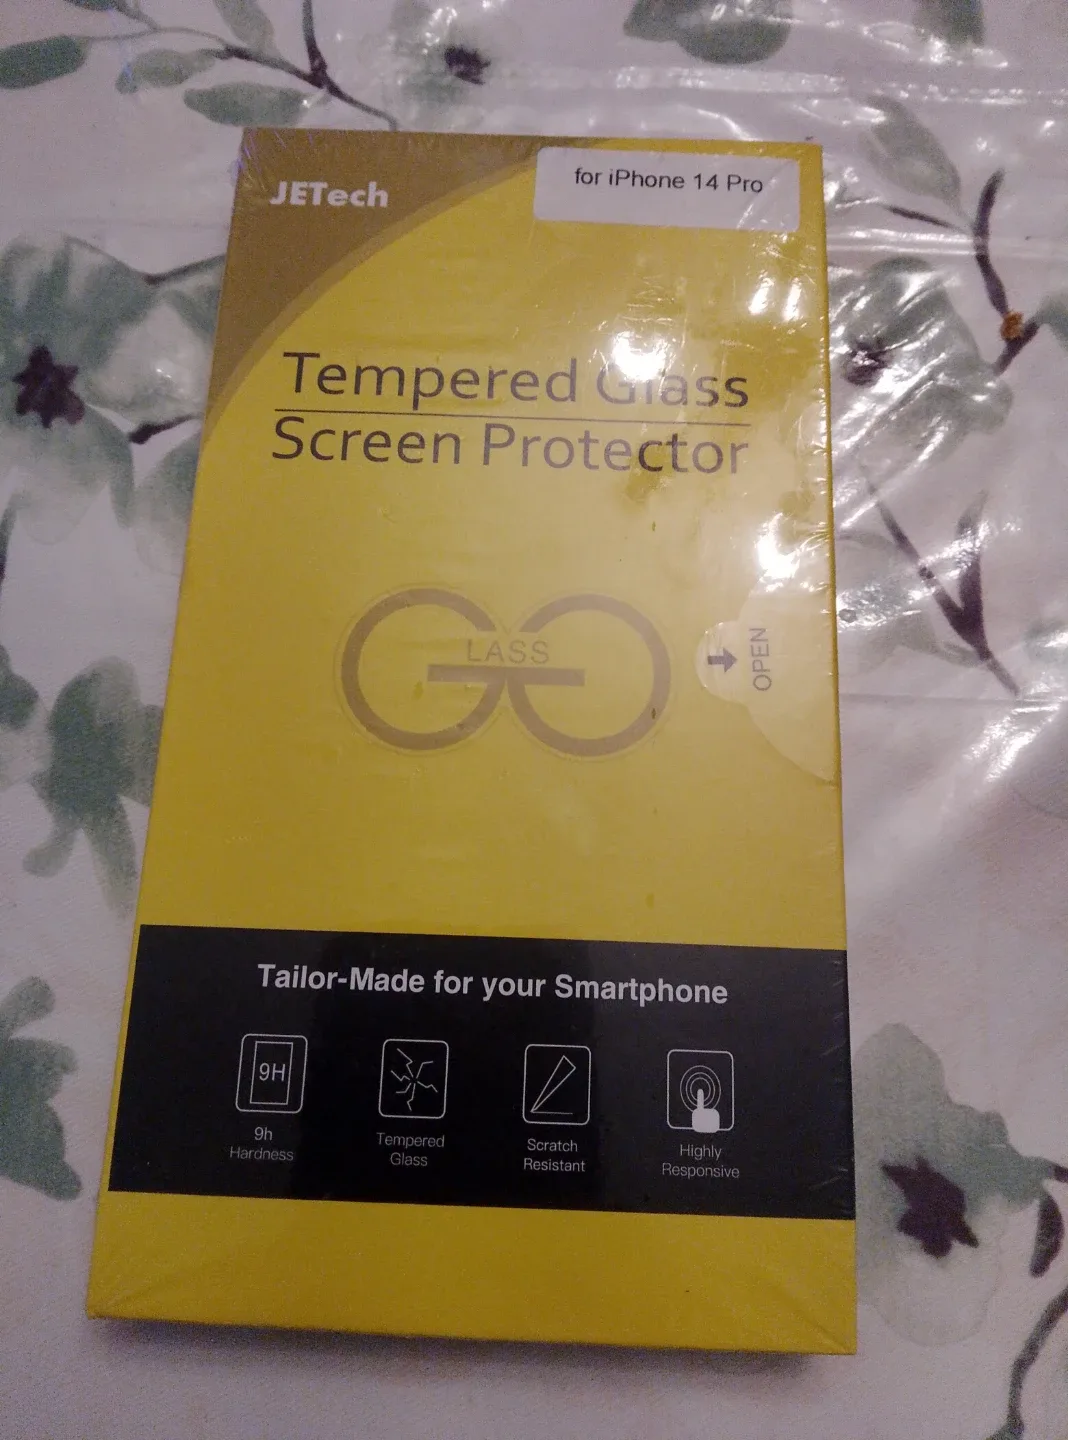 JETech
for iPhone 14 Pro
Tempered Glass
Screen Protector
LASS
OPEN
Tailor-Made for your Smartphone
9H
9h
Hardness
Tempered
Glass
Scratch
Resistant
Highly
Responsive